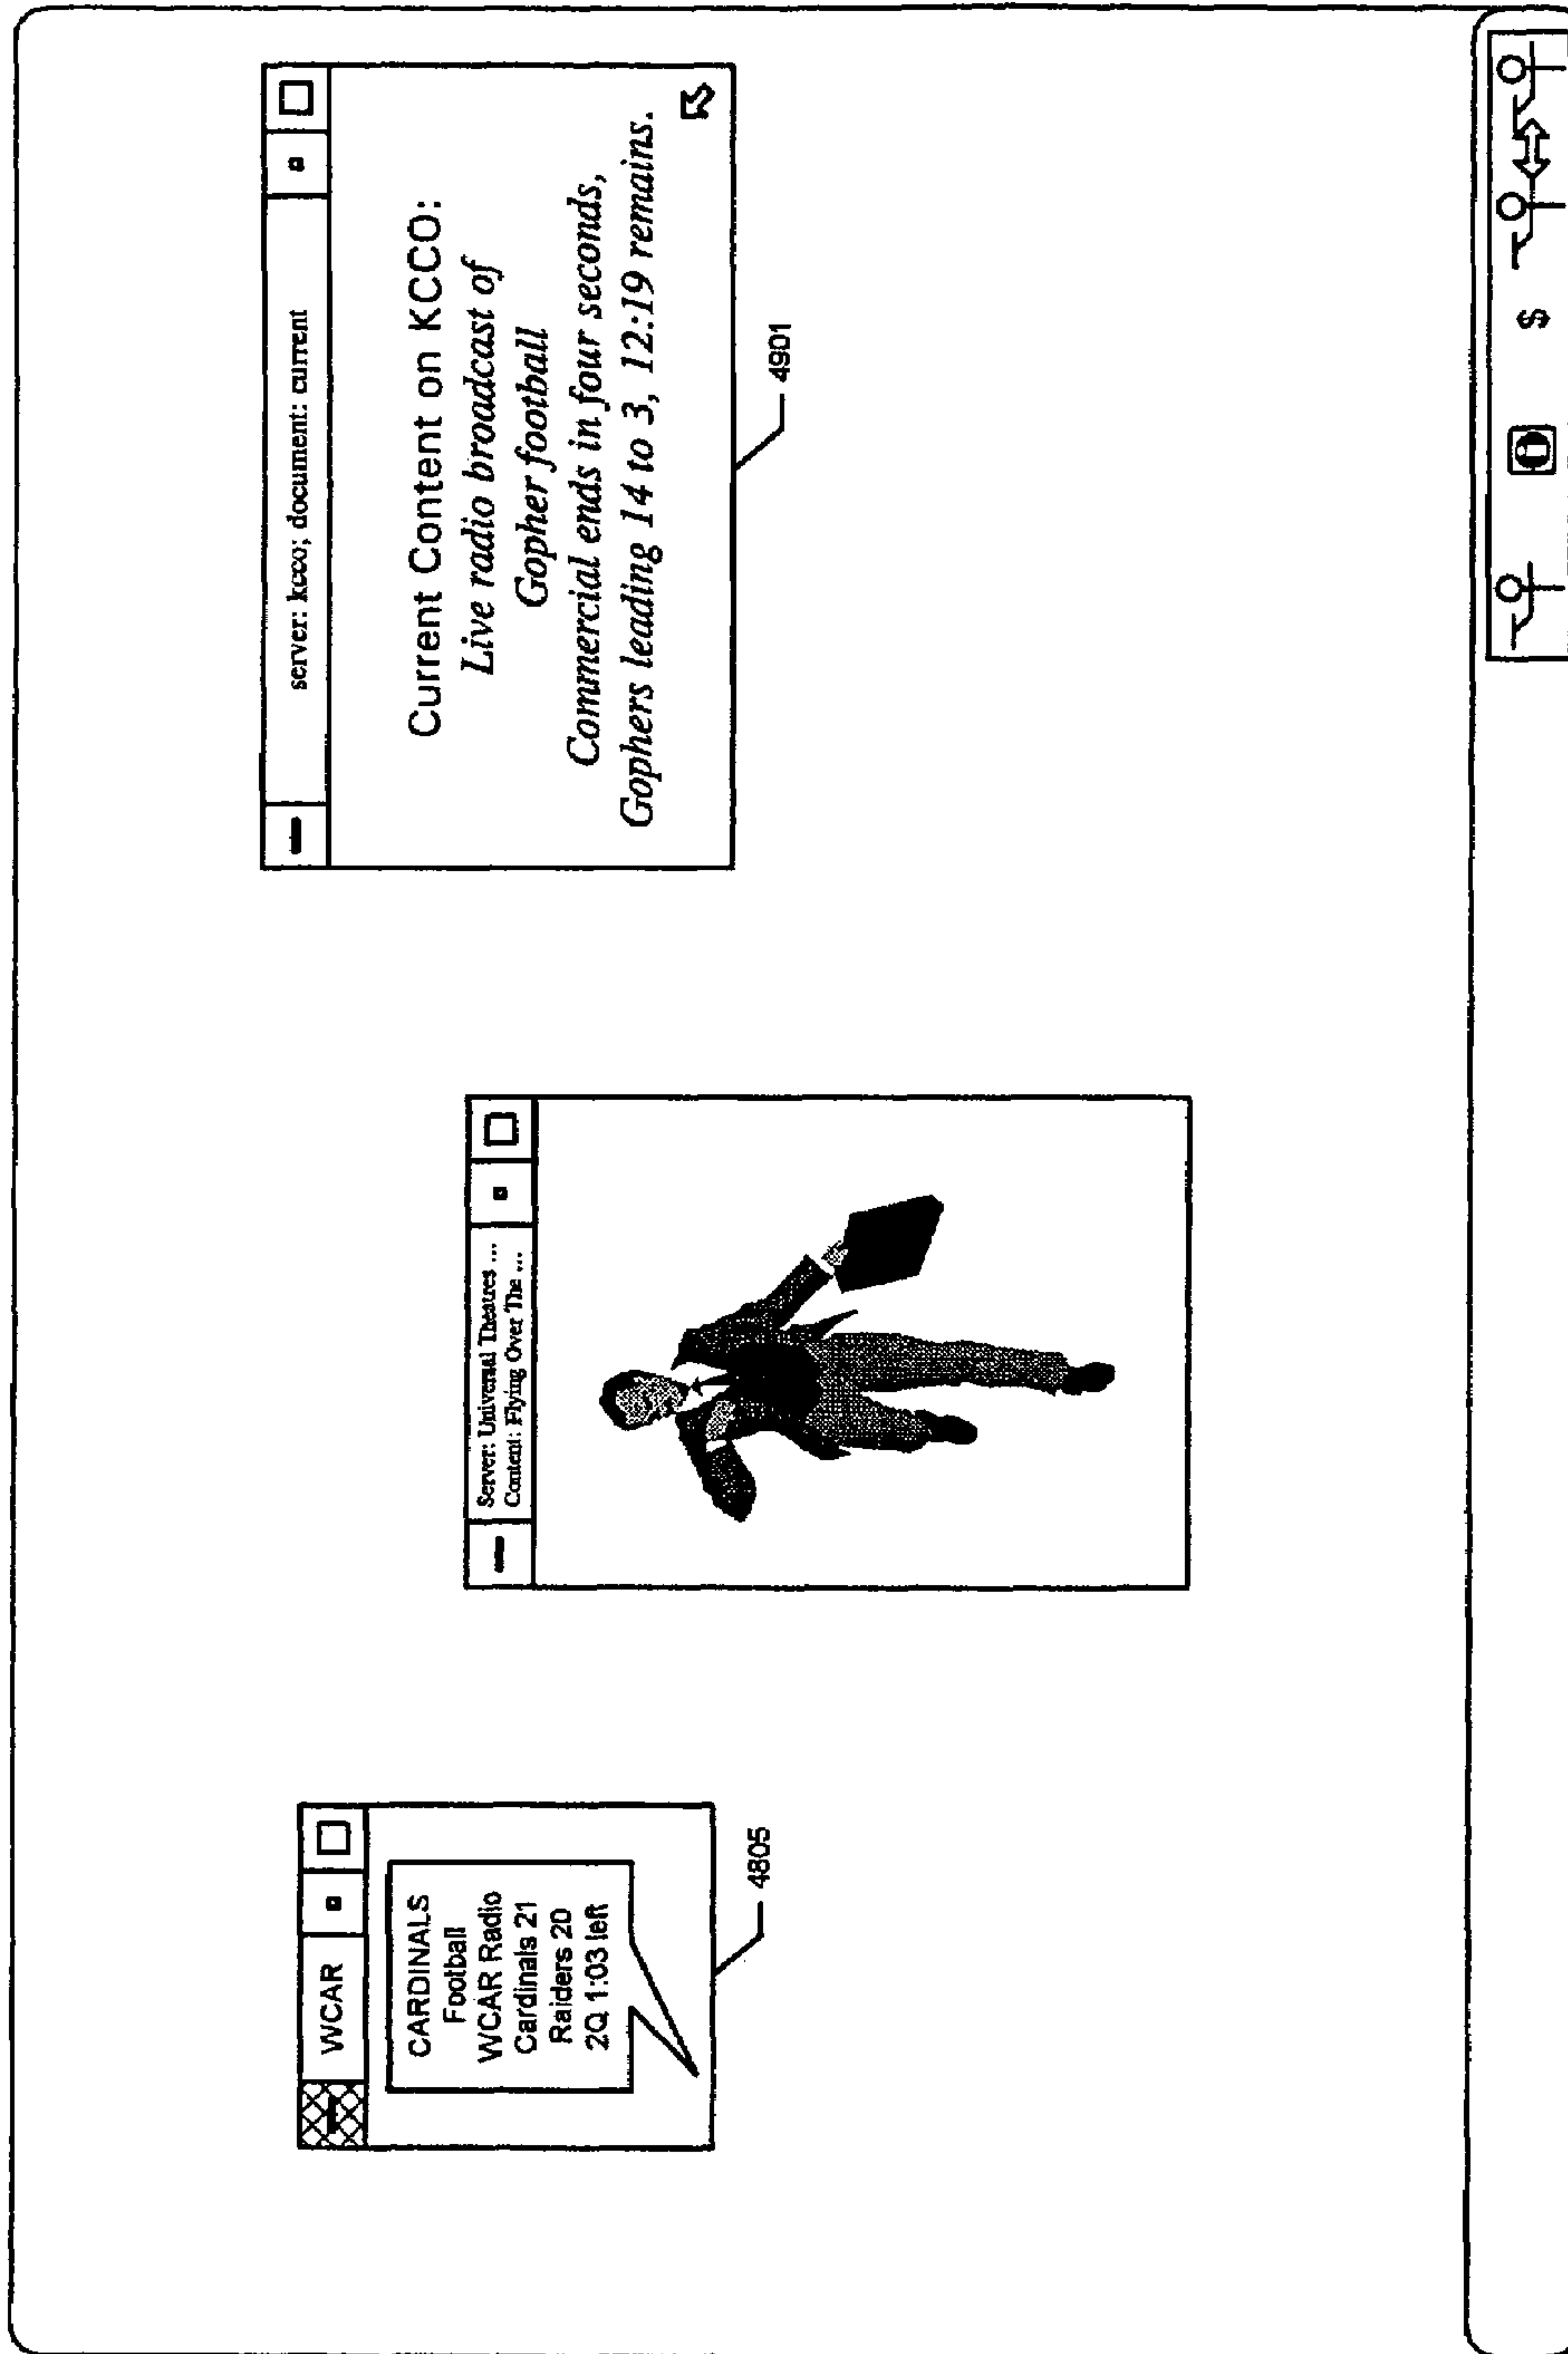 WCAR
CARDINALS
Football
WCAR Radio
Cardinals 21
Raiders 20
2Q 1:03 left
4805
Server: Universal Theatres ...
Content: Flying Over The ...
server: kcco; document: current
Current Content on KCCO:
Live radio broadcast of
Gopher football
Commercial ends in four seconds,
Gophers leading 14 to 3, 12:19 remains.
4901
i $